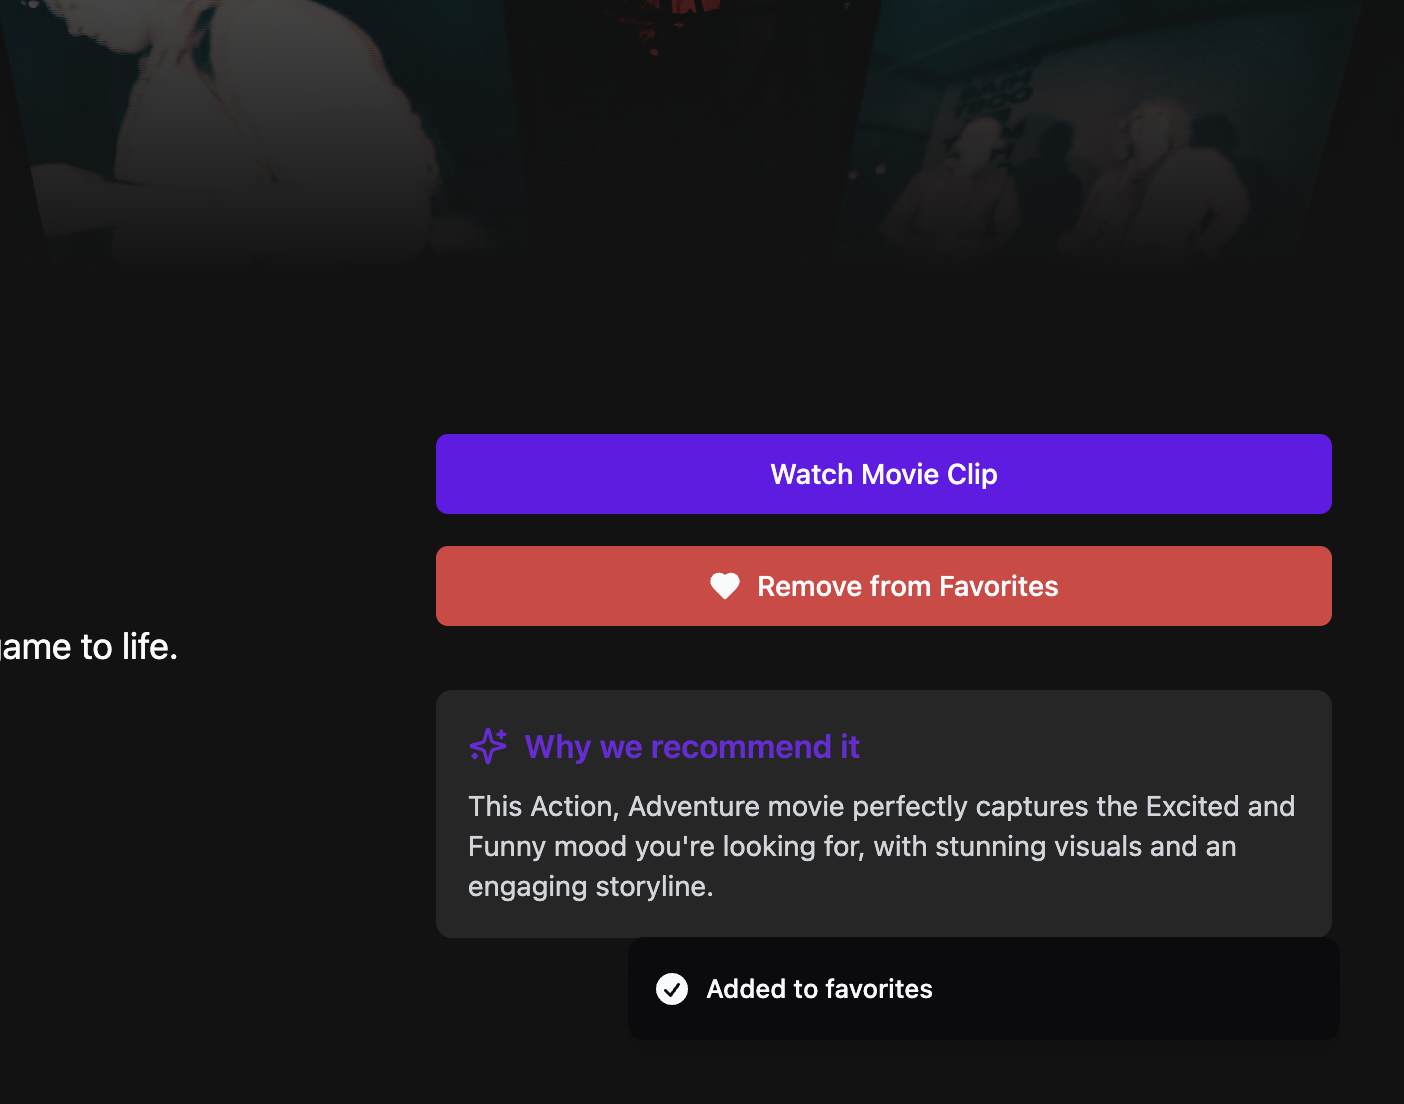 Watch Movie Clip
Remove from Favorites
ame to life.
Why we recommend it
This Action, Adventure movie perfectly captures the Excited and
Funny mood you're looking for, with stunning visuals and an
engaging storyline.
Added to favorites